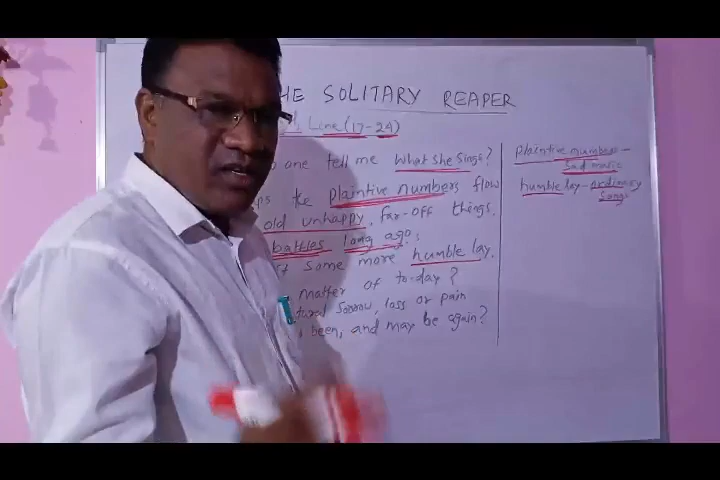 HE SOLITARY REAPER
Line (17-24)
one tell me what she sings?
ps the plaintive numbers flow
old unhappy, far-off things.
battles long ago:
some more humble lay,
matter of to-day?
sorrow, loss or pain
been, and may be again?
plaintive numbers -
Sad music
humble lay - ordinary
songs